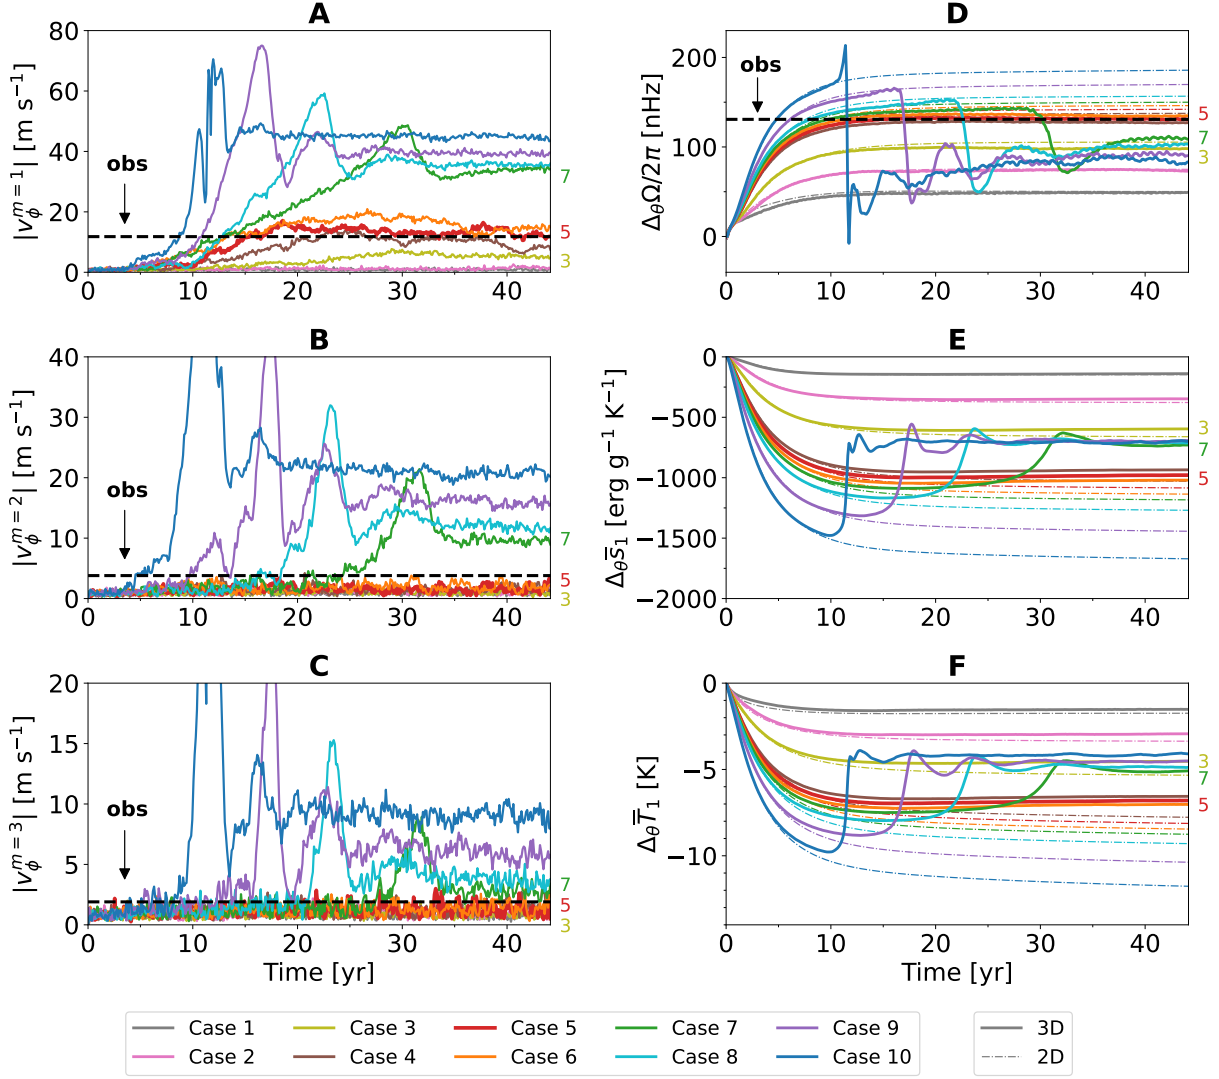 A
|v_ϕ^{m=1}| [m s⁻¹]
80
60
40
20
0
obs
7
5
3
0 10 20 30 40
D
Δ_θΩ/2π [nHz]
200
100
0
obs
5
7
3
0 10 20 30 40
B
|v_ϕ^{m=2}| [m s⁻¹]
40
30
20
10
0
obs
7
5
3
0 10 20 30 40
E
Δ_θs̅₁ [erg g⁻¹ K⁻¹]
0
−500
−1000
−1500
−2000
3
7
5
0 10 20 30 40
C
|v_ϕ^{m=3}| [m s⁻¹]
20
15
10
5
0
obs
7
5
3
0 10 20 30 40
Time [yr]
F
Δ_θT̅₁ [K]
0
−5
−10
3
7
5
0 10 20 30 40
Time [yr]
Case 1 Case 3 Case 5 Case 7 Case 9 3D
Case 2 Case 4 Case 6 Case 8 Case 10 2D